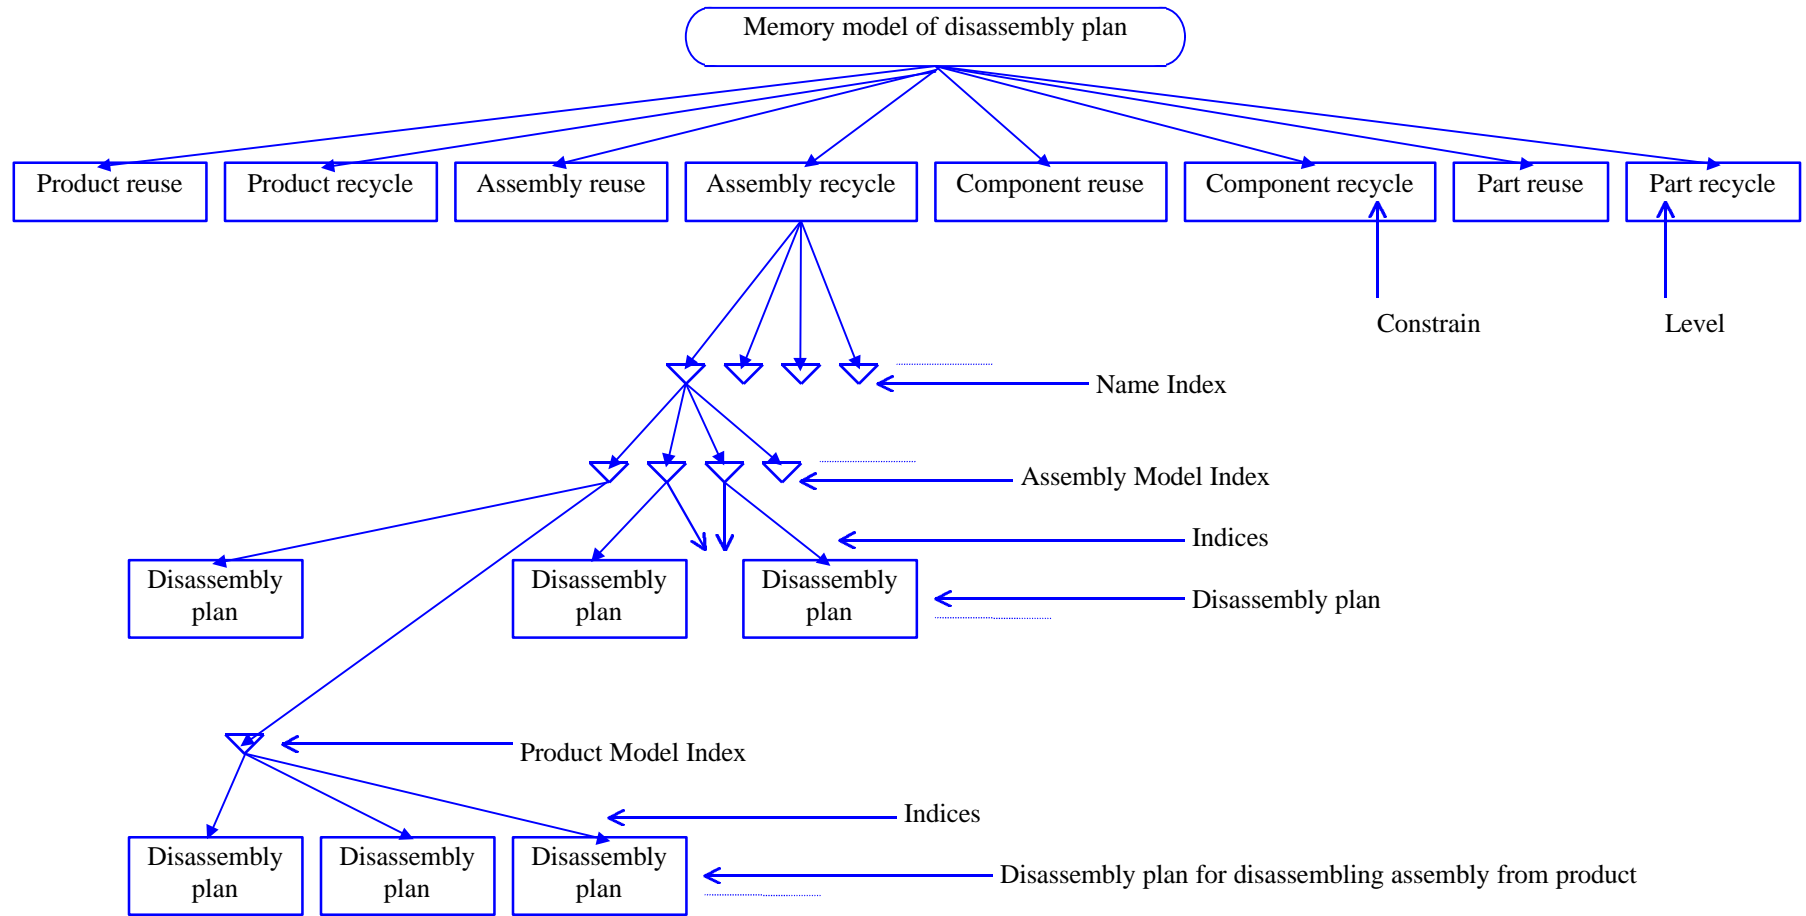 Memory model of disassembly plan
Product reuse
Product recycle
Assembly reuse
Assembly recycle
Component reuse
Component recycle
Part reuse
Part recycle
Constrain
Level
Name Index
Assembly Model Index
Indices
Disassembly
plan
Disassembly
plan
Disassembly
plan
Disassembly plan
Product Model Index
Indices
Disassembly
plan
Disassembly
plan
Disassembly
plan
Disassembly plan for disassembling assembly from product